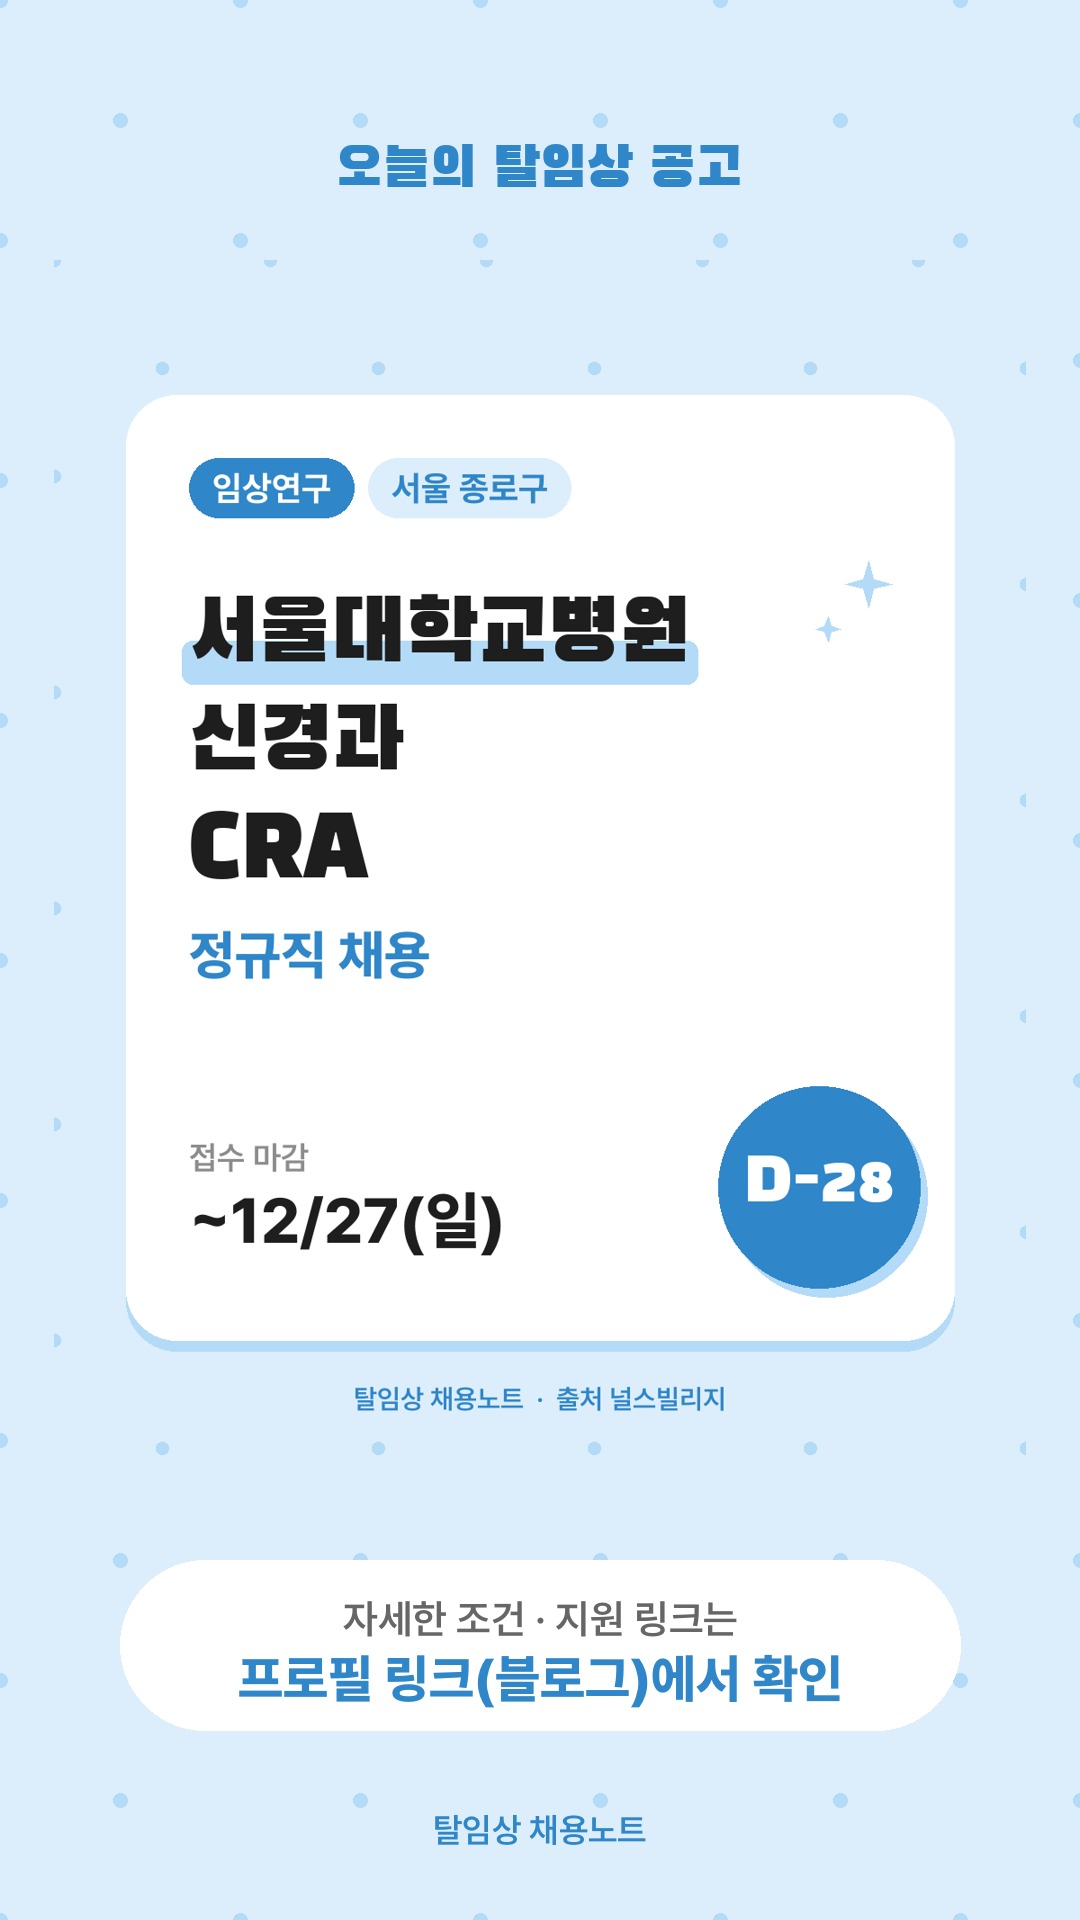 오늘의 탈임상 공고
임상연구
서울 종로구
서울대학교병원
신경과
CRA
정규직 채용
접수 마감
~12/27(일)
D-28
탈임상 채용노트 · 출처 널스빌리지
자세한 조건 · 지원 링크는
프로필 링크(블로그)에서 확인
탈임상 채용노트